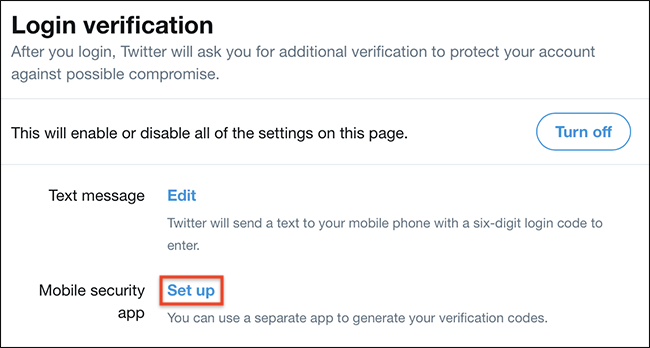 Login verification
After you login, Twitter will ask you for additional verification to protect your account
against possible compromise.
This will enable or disable all of the settings on this page.
Turn off
Text message
Edit
Twitter will send a text to your mobile phone with a six-digit login code to
enter.
Mobile security
app
Set up
You can use a separate app to generate your verification codes.